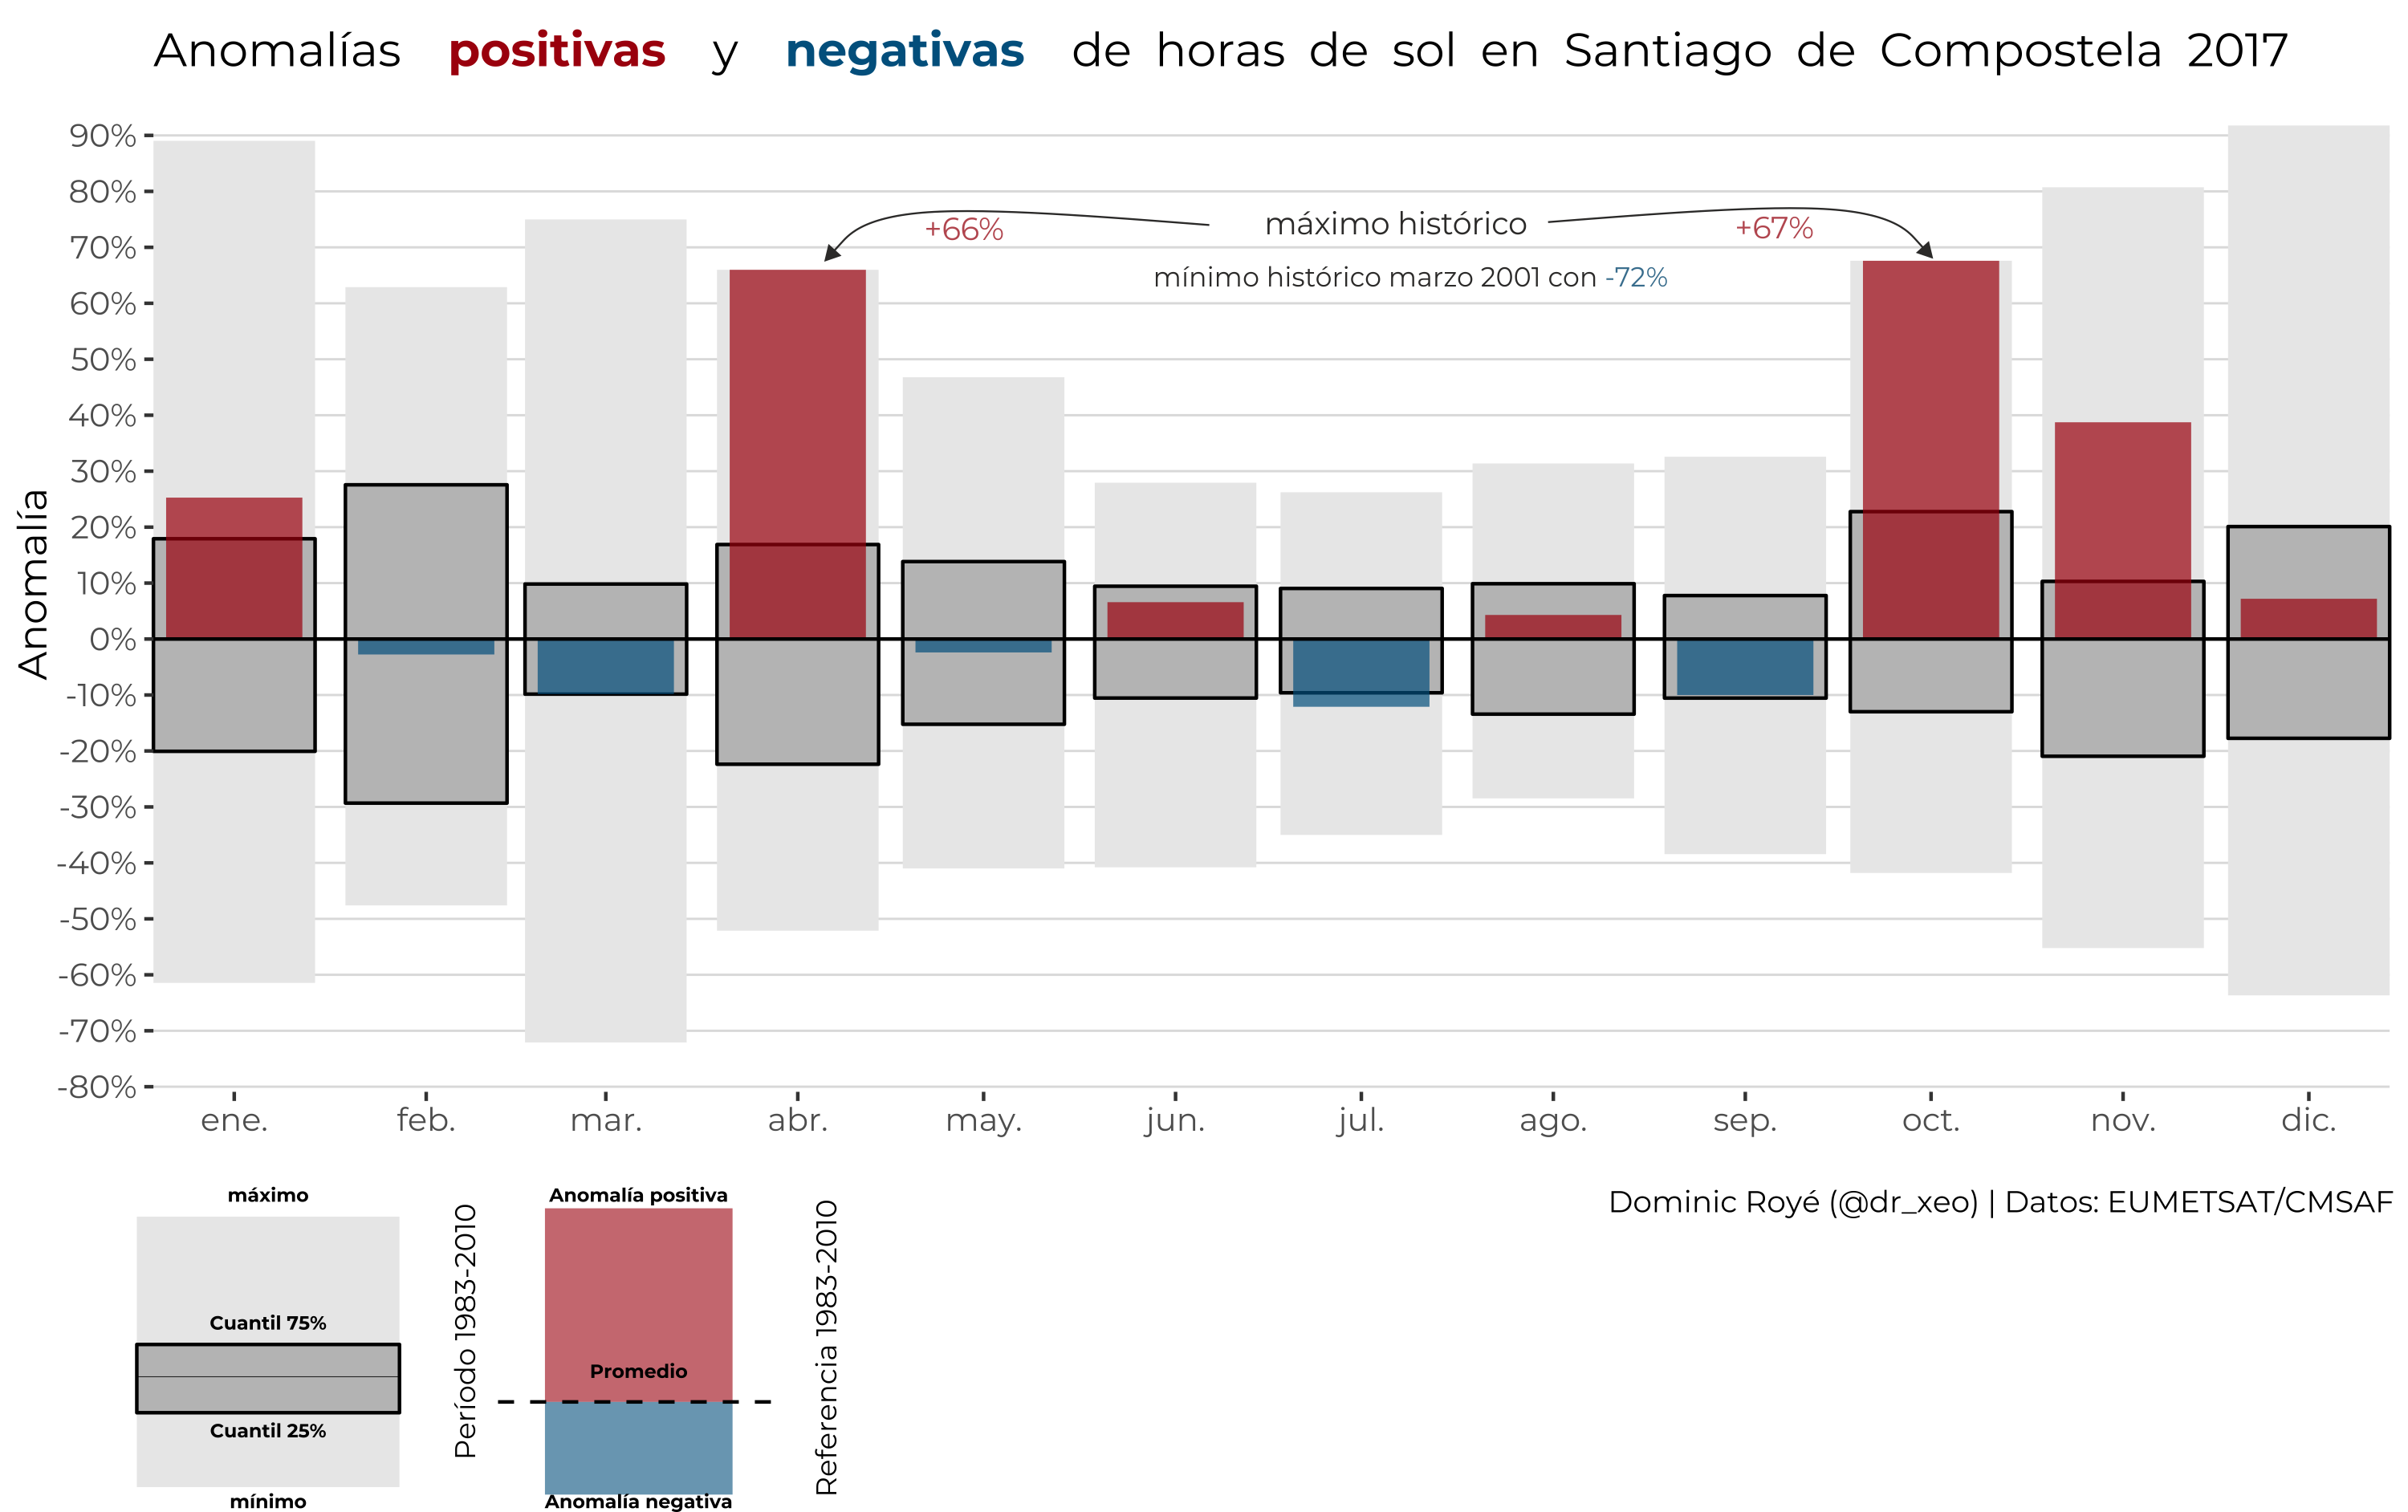 Anomalías positivas y negativas de horas de sol en Santiago de Compostela 2017
Anomalía
90%
80%
70%
60%
50%
40%
30%
20%
10%
0%
-10%
-20%
-30%
-40%
-50%
-60%
-70%
-80%
+66%
máximo histórico
+67%
mínimo histórico marzo 2001 con -72%
ene.
feb.
mar.
abr.
may.
jun.
jul.
ago.
sep.
oct.
nov.
dic.
máximo
Cuantil 75%
Cuantil 25%
mínimo
Período 1983-2010
Anomalía positiva
Promedio
Anomalía negativa
Referencia 1983-2010
Dominic Royé (@dr_xeo) | Datos: EUMETSAT/CMSAF